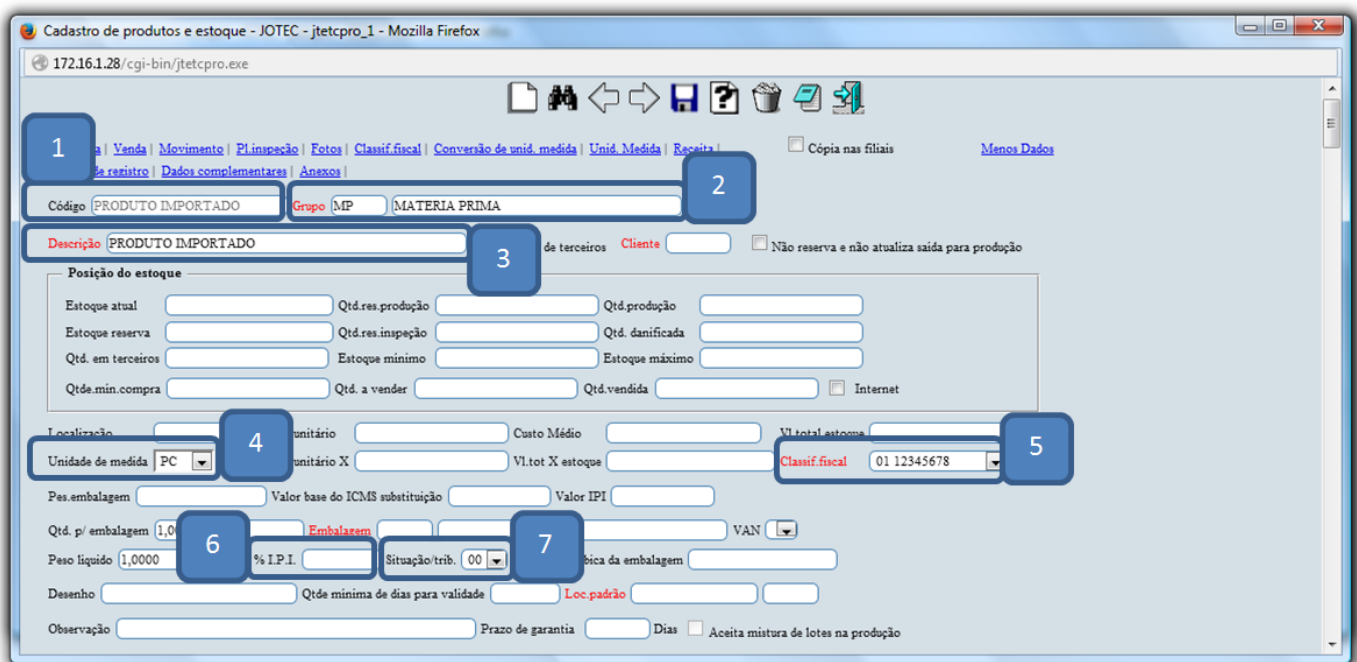 Cadastro de produtos e estoque - JOTEC - jtetcpro_1 - Mozilla Firefox
172.16.1.28/cgi-bin/jtetcpro.exe
1 | Venda | Movimento | Pl.inspeção | Fotos | Classif.fiscal | Conversão de unid. medida | Unid. Medida | Receita | Cópia nas filiais Menos Dados
de registro | Dados complementares | Anexos |
2
Código PRODUTO IMPORTADO Grupo MP MATERIA PRIMA
Descrição PRODUTO IMPORTADO 3 de terceiros Cliente Não reserva e não atualiza saída para produção
Posição do estoque
Estoque atual Qtd.res.produção Qtd.produção
Estoque reserva Qtd.res.inspeção Qtd. danificada
Qtd. em terceiros Estoque minimo Estoque máximo
Qtde.min.compra Qtd. a vender Qtd.vendida Internet
Localização 4 unitário Custo Médio Vl.total estoque 5
Unidade de medida PC unitário X Vl.tot X estoque Classif.fiscal 01 12345678
Pes.embalagem Valor base do ICMS substituição Valor IPI
Qtd. p/ embalagem 1,00 6 Embalagem 7 VAN
Peso liquido 1,0000 % I.P.I. Situação/trib. 00 bica da embalagem
Desenho Qtde minima de dias para validade Loc.padrão
Observação Prazo de garantia Dias Aceita mistura de lotes na produção